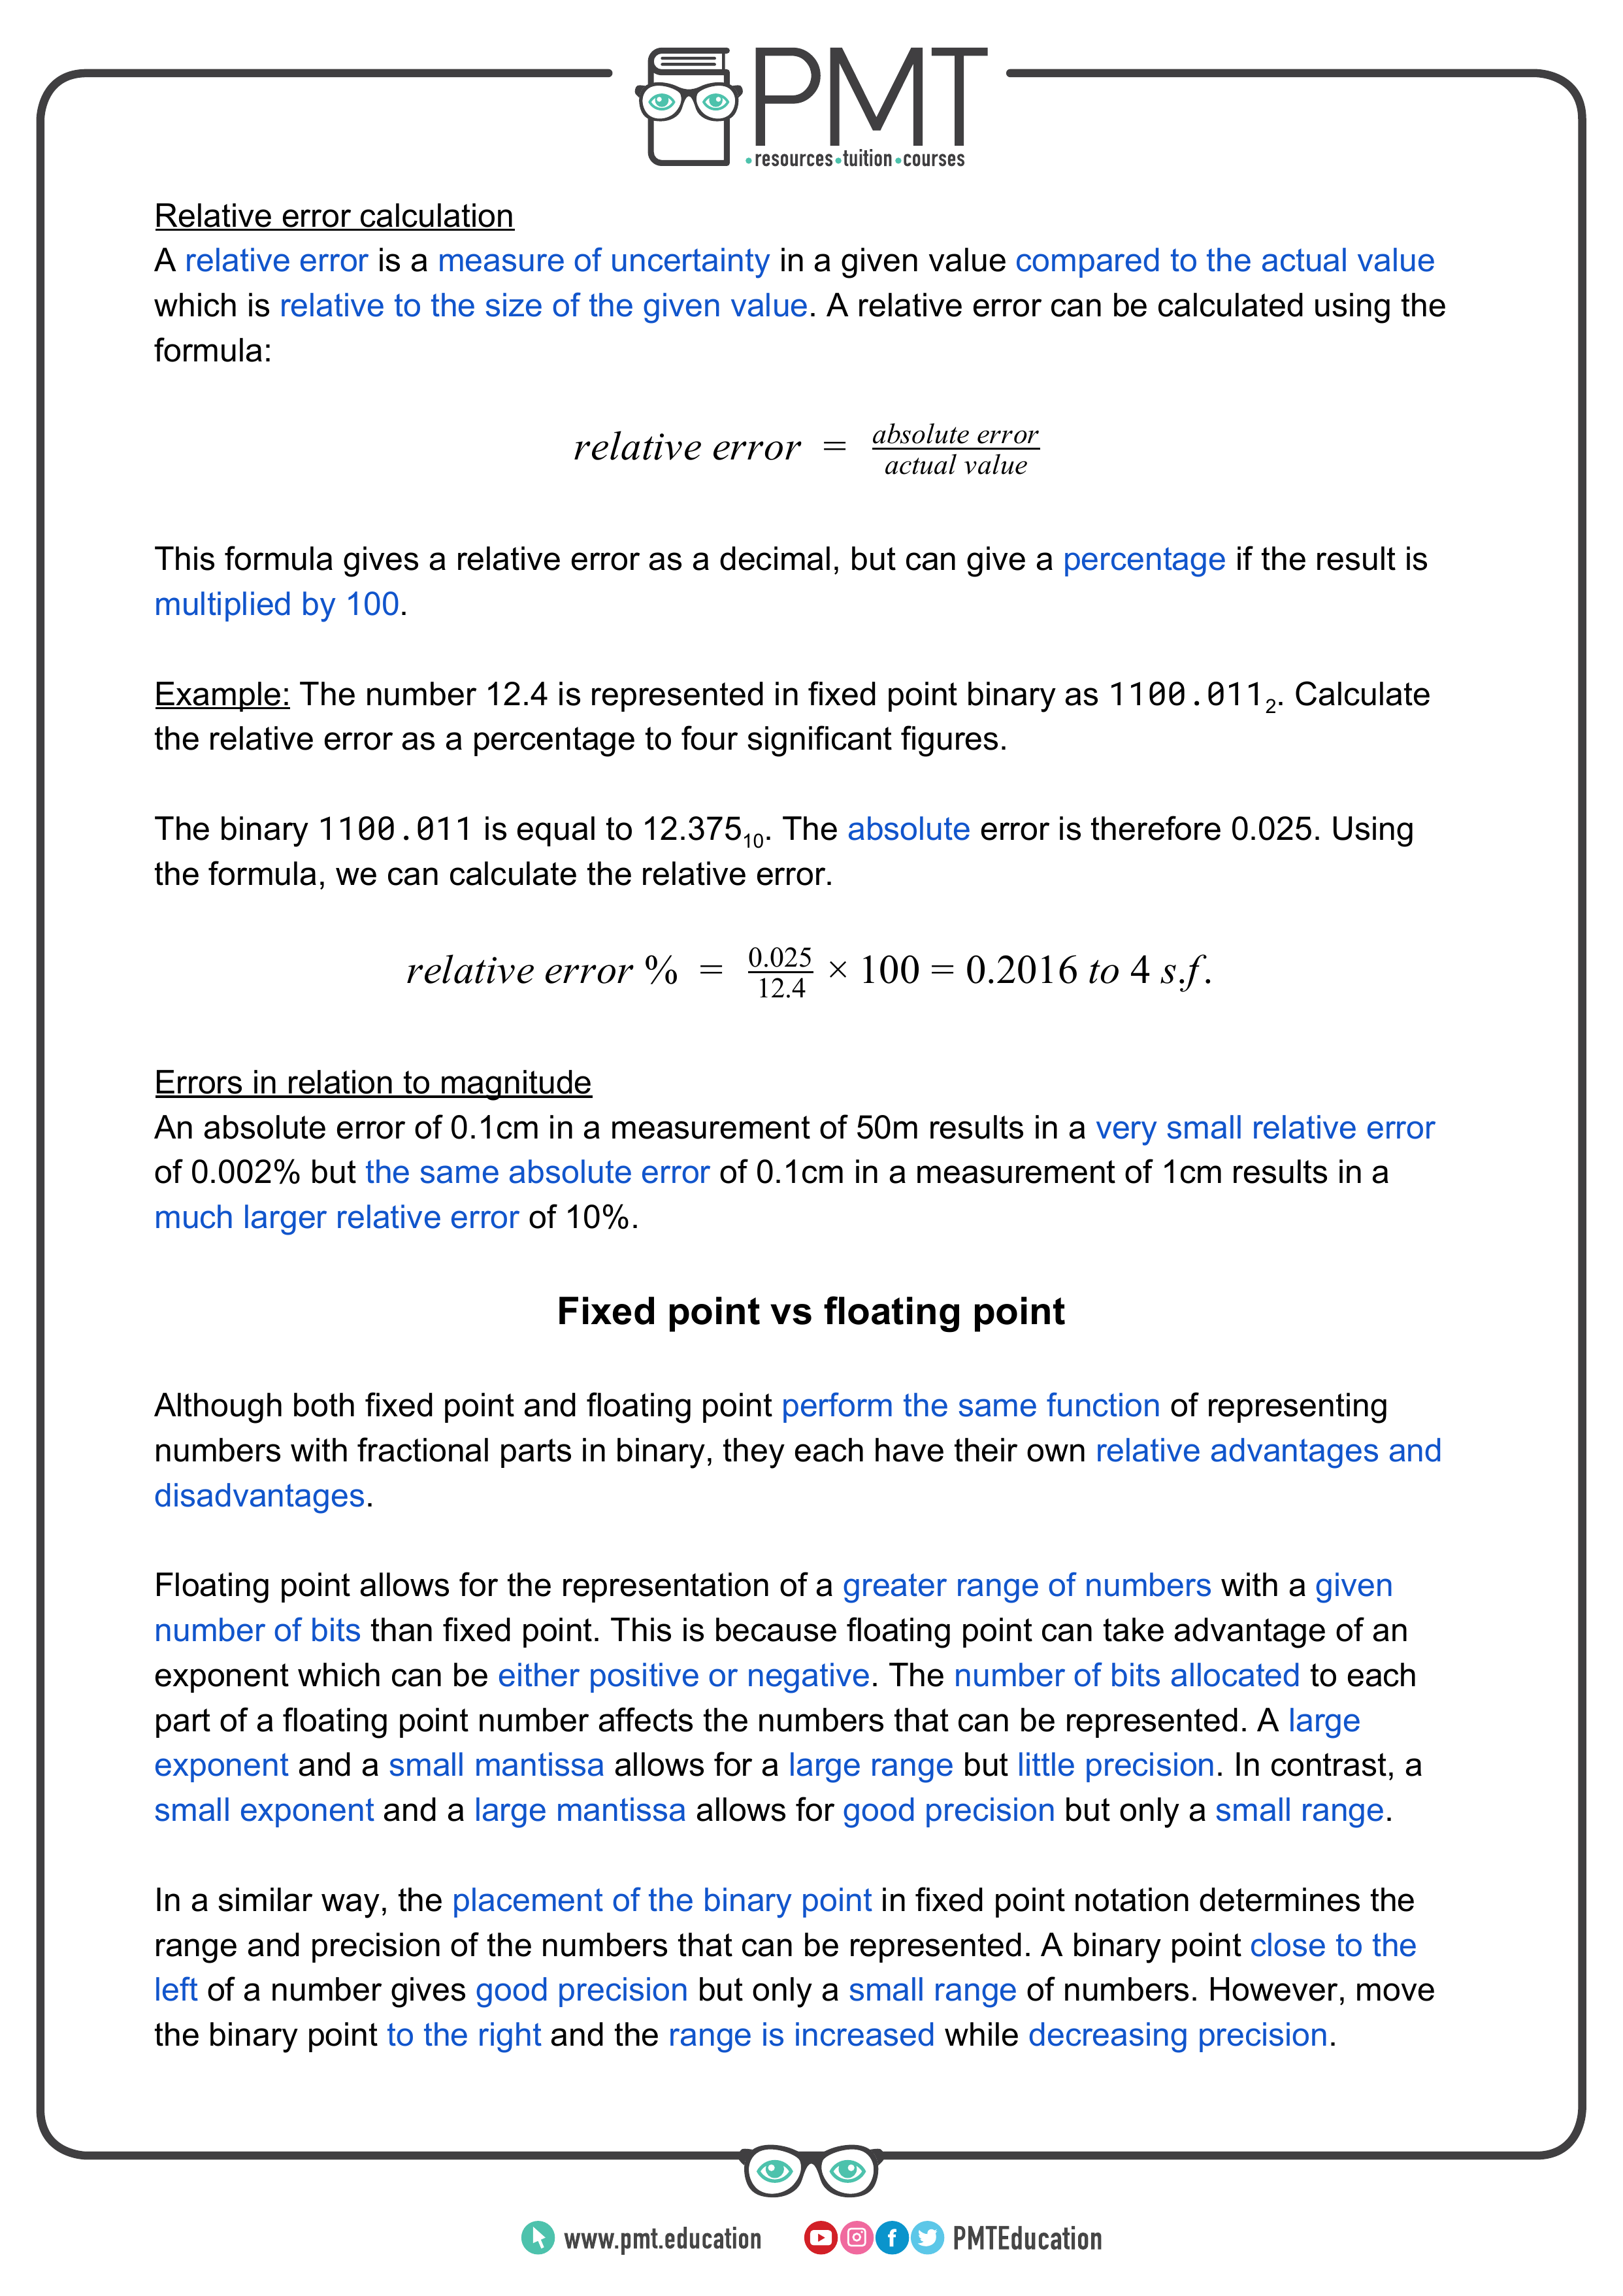 PMT
•resources•tuition•courses
Relative error calculation
A relative error is a measure of uncertainty in a given value compared to the actual value
which is relative to the size of the given value. A relative error can be calculated using the
formula:
relative error = absolute error / actual value
This formula gives a relative error as a decimal, but can give a percentage if the result is
multiplied by 100.
Example: The number 12.4 is represented in fixed point binary as 1100.011₂. Calculate
the relative error as a percentage to four significant figures.
The binary 1100.011 is equal to 12.375₁₀. The absolute error is therefore 0.025. Using
the formula, we can calculate the relative error.
relative error % = 0.025 / 12.4 × 100 = 0.2016 to 4 s.f.
Errors in relation to magnitude
An absolute error of 0.1cm in a measurement of 50m results in a very small relative error
of 0.002% but the same absolute error of 0.1cm in a measurement of 1cm results in a
much larger relative error of 10%.
Fixed point vs floating point
Although both fixed point and floating point perform the same function of representing
numbers with fractional parts in binary, they each have their own relative advantages and
disadvantages.
Floating point allows for the representation of a greater range of numbers with a given
number of bits than fixed point. This is because floating point can take advantage of an
exponent which can be either positive or negative. The number of bits allocated to each
part of a floating point number affects the numbers that can be represented. A large
exponent and a small mantissa allows for a large range but little precision. In contrast, a
small exponent and a large mantissa allows for good precision but only a small range.
In a similar way, the placement of the binary point in fixed point notation determines the
range and precision of the numbers that can be represented. A binary point close to the
left of a number gives good precision but only a small range of numbers. However, move
the binary point to the right and the range is increased while decreasing precision.
www.pmt.education
PMTEducation